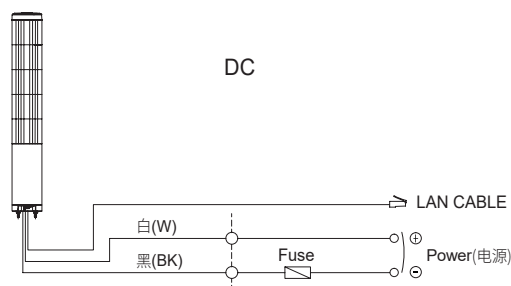 DC
LAN CABLE
白(W)
⊕
Power(电源)
黑(BK)
Fuse
⊖